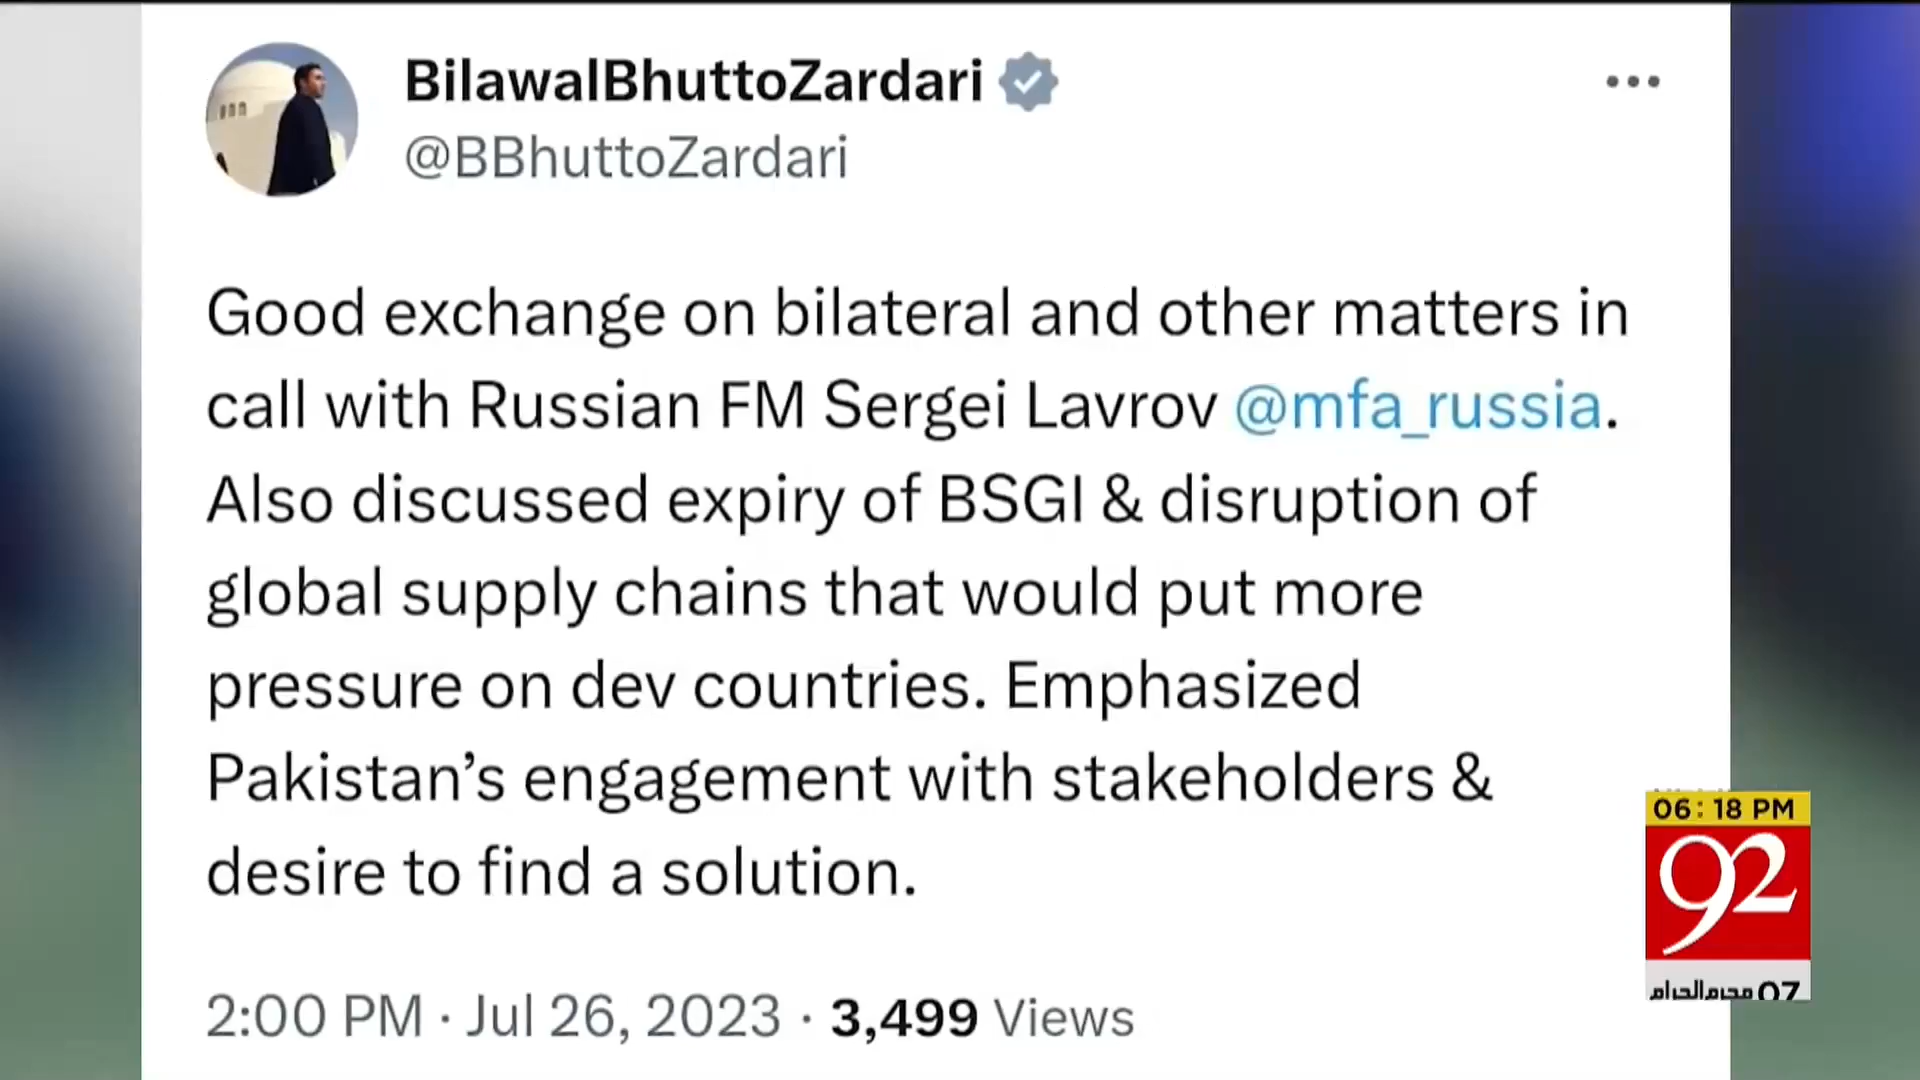 BilawalBhuttoZardari
@BBhuttoZardari
Good exchange on bilateral and other matters in
call with Russian FM Sergei Lavrov @mfa_russia.
Also discussed expiry of BSGI & disruption of
global supply chains that would put more
pressure on dev countries. Emphasized
Pakistan’s engagement with stakeholders &
desire to find a solution.
2:00 PM · Jul 26, 2023 · 3,499 Views
06:18 PM
92
07 محرم الحرام